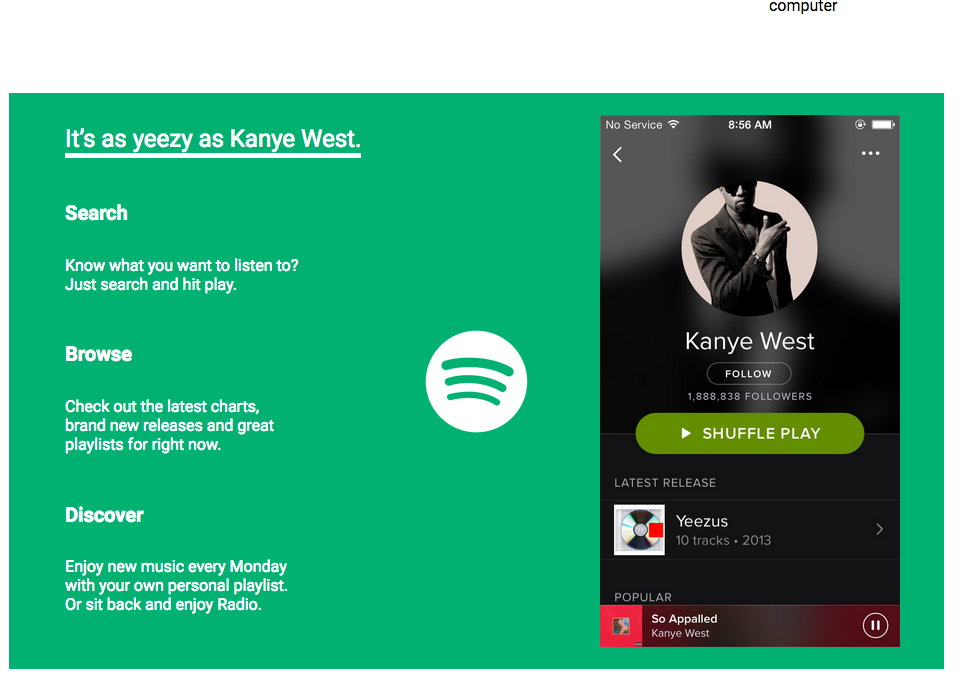 computer
It’s as yeezy as Kanye West.
Search
Know what you want to listen to?
Just search and hit play.
Browse
Check out the latest charts,
brand new releases and great
playlists for right now.
Discover
Enjoy new music every Monday
with your own personal playlist.
Or sit back and enjoy Radio.
No Service 8:56 AM
Kanye West
FOLLOW
1,888,838 FOLLOWERS
SHUFFLE PLAY
LATEST RELEASE
Yeezus
10 tracks • 2013
POPULAR
So Appalled
Kanye West